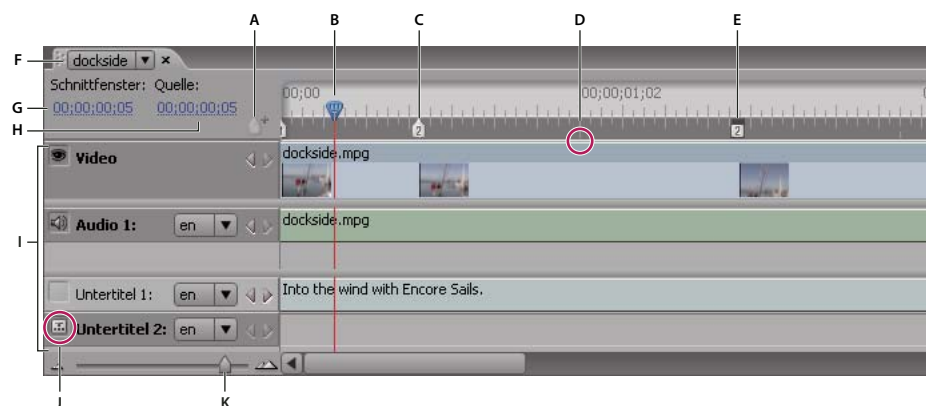 A B C D E
F dockside
Schnittfenster: Quelle:
G 00;00;00;05 00;00;00;05
H
00;00 00;00;01;02
2 2
Video dockside.mpg
I
Audio 1: en dockside.mpg
Untertitel 1: en Into the wind with Encore Sails.
Untertitel 2: en
J K